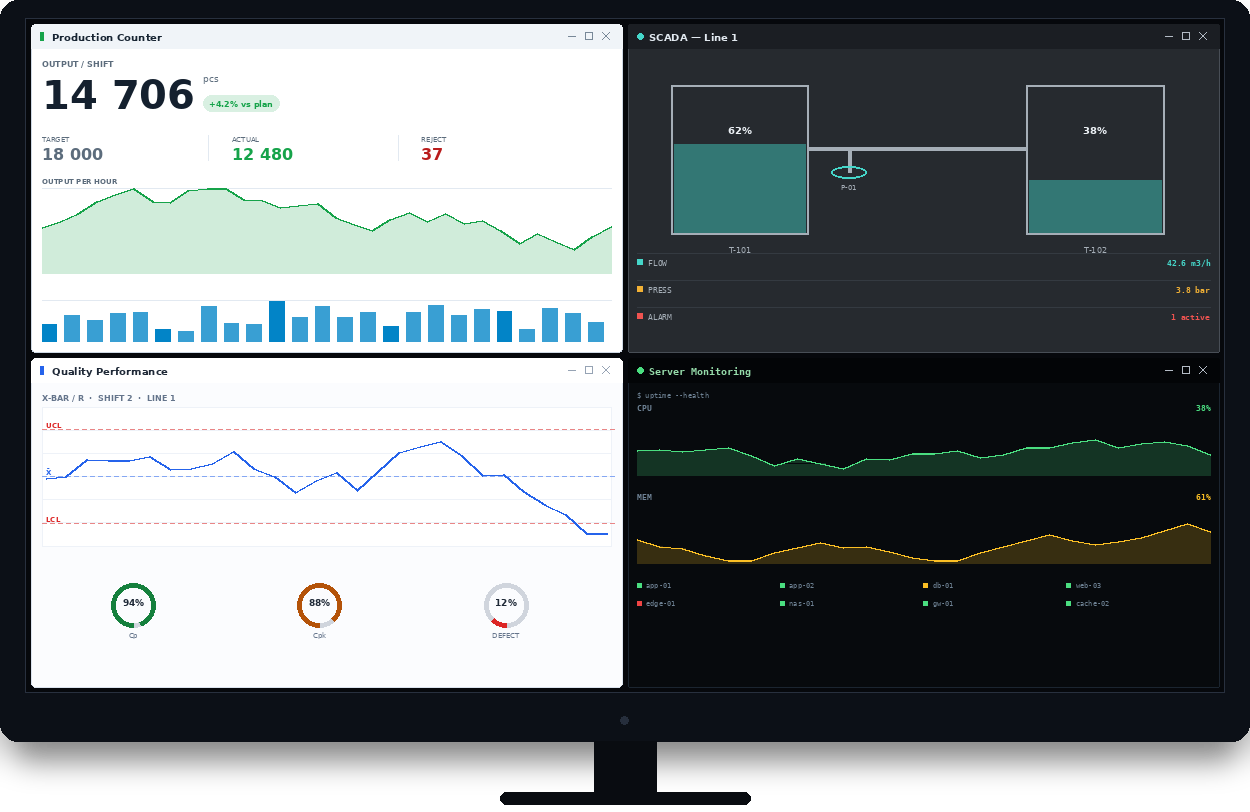 Production Counter
OUTPUT / SHIFT
14 706 pcs
+4.2% vs plan
TARGET ACTUAL REJECT
18 000 12 480 37
OUTPUT PER HOUR
SCADA — Line 1
62% 38%
P-01
T-101 T-102
FLOW 42.6 m3/h
PRESS 3.8 bar
ALARM 1 active
Quality Performance
X-BAR / R · SHIFT 2 · LINE 1
UCL
X̄
LCL
94% 88% 12%
Cp Cpk DEFECT
Server Monitoring
$ uptime --health
CPU 38%
MEM 61%
app-01 app-02 db-01 web-03
edge-01 nas-01 gw-01 cache-02